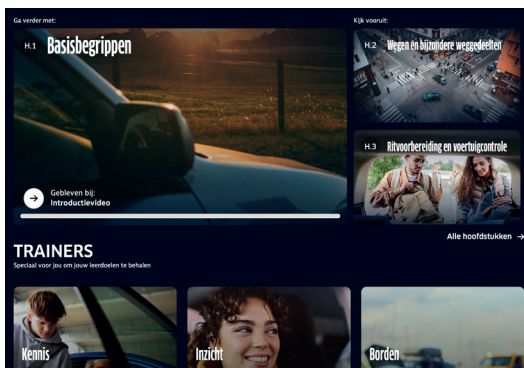 Ga verder met:
H.1 Basisbegrippen
Gebleven bij:
Introductievideo
Kijk vooruit:
H.2 Wegen en bijzondere weggedeelten
H.3 Ritvoorbereiding en voertuigcontrole
Alle hoofdstukken →
TRAINERS
Speciaal voor jou om jouw leerdoelen te behalen
Kennis
Inzicht
Borden